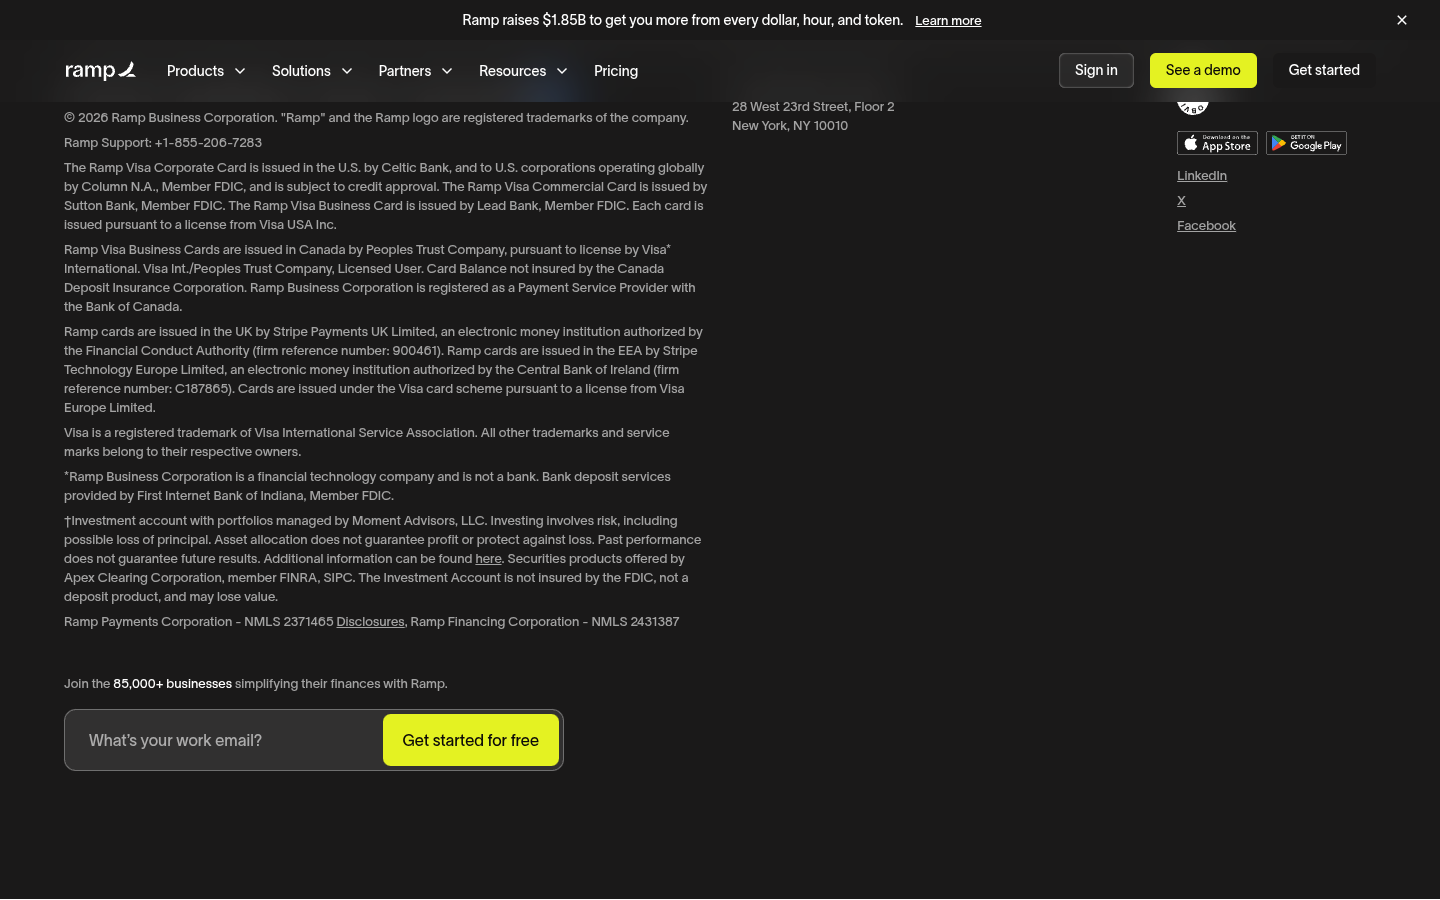 Ramp raises $1.85B to get you more from every dollar, hour, and token. Learn more
ramp Products Solutions Partners Resources Pricing Sign in See a demo Get started
© 2026 Ramp Business Corporation. "Ramp" and the Ramp logo are registered trademarks of the company.
Ramp Support: +1-855-206-7283
The Ramp Visa Corporate Card is issued in the U.S. by Celtic Bank, and to U.S. corporations operating globally
by Column N.A., Member FDIC, and is subject to credit approval. The Ramp Visa Commercial Card is issued by
Sutton Bank, Member FDIC. The Ramp Visa Business Card is issued by Lead Bank, Member FDIC. Each card is
issued pursuant to a license from Visa USA Inc.
Ramp Visa Business Cards are issued in Canada by Peoples Trust Company, pursuant to license by Visa*
International. Visa Int./Peoples Trust Company, Licensed User. Card Balance not insured by the Canada
Deposit Insurance Corporation. Ramp Business Corporation is registered as a Payment Service Provider with
the Bank of Canada.
Ramp cards are issued in the UK by Stripe Payments UK Limited, an electronic money institution authorized by
the Financial Conduct Authority (firm reference number: 900461). Ramp cards are issued in the EEA by Stripe
Technology Europe Limited, an electronic money institution authorized by the Central Bank of Ireland (firm
reference number: C187865). Cards are issued under the Visa card scheme pursuant to a license from Visa
Europe Limited.
Visa is a registered trademark of Visa International Service Association. All other trademarks and service
marks belong to their respective owners.
*Ramp Business Corporation is a financial technology company and is not a bank. Bank deposit services
provided by First Internet Bank of Indiana, Member FDIC.
†Investment account with portfolios managed by Moment Advisors, LLC. Investing involves risk, including
possible loss of principal. Asset allocation does not guarantee profit or protect against loss. Past performance
does not guarantee future results. Additional information can be found here. Securities products offered by
Apex Clearing Corporation, member FINRA, SIPC. The Investment Account is not insured by the FDIC, not a
deposit product, and may lose value.
Ramp Payments Corporation - NMLS 2371465 Disclosures, Ramp Financing Corporation - NMLS 2431387
28 West 23rd Street, Floor 2
New York, NY 10010
Download on the
App Store
GET IT ON
Google Play
LinkedIn
X
Facebook
Join the 85,000+ businesses simplifying their finances with Ramp.
What's your work email? Get started for free